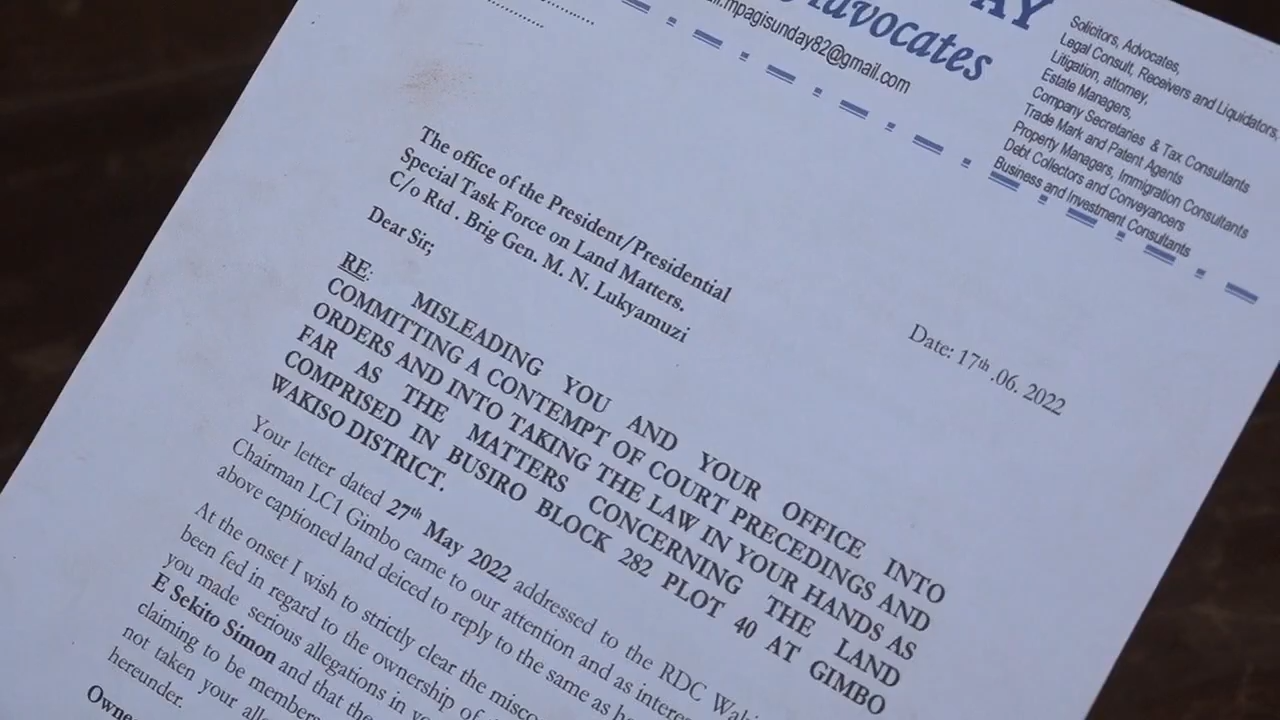 AY
Advocates
mpagisunday82@gmail.com
Solicitors, Advocates,
Legal Consult, Receivers and Liquidators,
Litigation, attorney,
Estate Managers,
Company Secretaries & Tax Consultants
Trade Mark and Patent Agents
Property Managers, Immigration Consultants
Debt Collectors and Conveyancers
Business and Investment Consultants
The office of the President/Presidential
Special Task Force on Land Matters.
C/o Rtd . Brig Gen. M. N. Lukyamuzi
Date: 17th .06. 2022
Dear Sir;
RE: MISLEADING YOU AND YOUR OFFICE INTO
COMMITTING A CONTEMPT OF COURT PRECEDINGS AND
ORDERS AND INTO TAKING THE LAW IN YOUR HANDS AS
FAR AS THE MATTERS CONCERNING THE LAND
COMPRISED IN BUSIRO BLOCK 282 PLOT 40 AT GIMBO
WAKISO DISTRICT.
Your letter dated 27th May 2022 addressed to the RDC
Chairman LC1 Gimbo came to our attention and as
above captioned land deiced to reply to the same as
At the onset I wish to strictly clear the
been fed in regard to the ownership of
you made serious allegations in
E Sekito Simon and that the
claiming to be members
not taken your
hereunder.